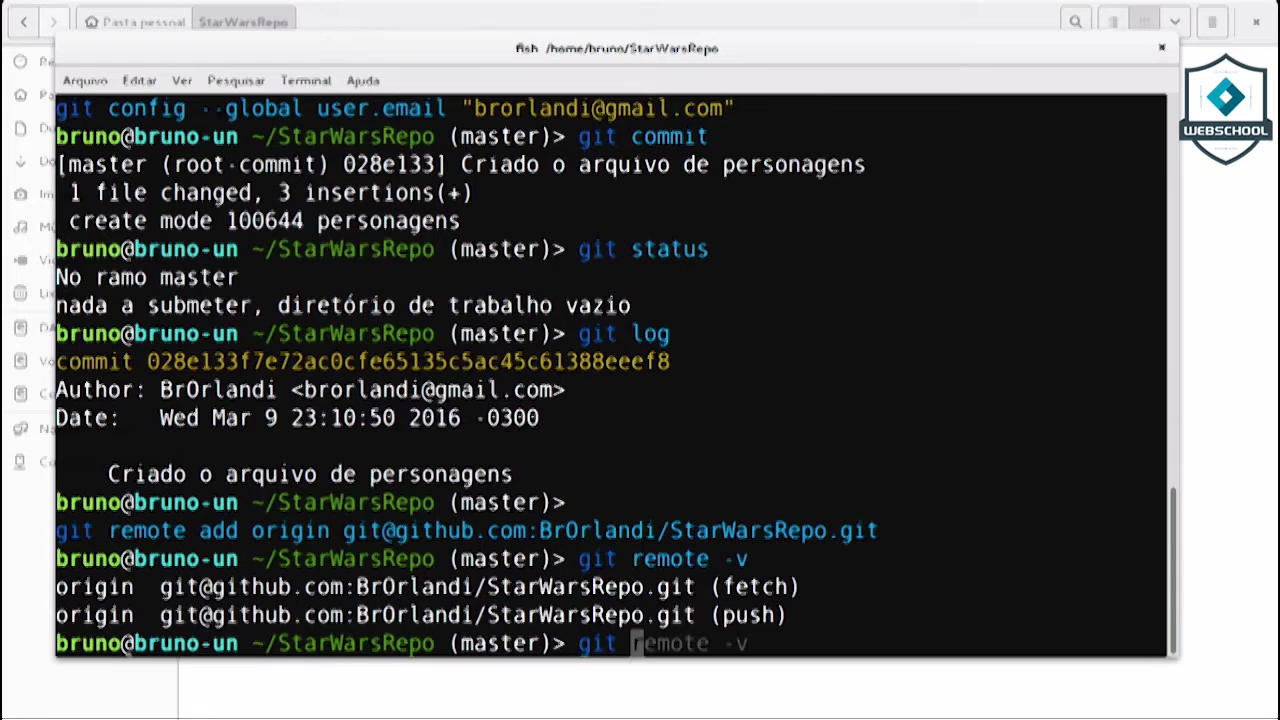 Pasta pessoal StarWarsRepo
fish /home/bruno/StarWarsRepo
Arquivo Editar Ver Pesquisar Terminal Ajuda
git config --global user.email "brorlandi@gmail.com"
bruno@bruno-un ~/StarWarsRepo (master)> git commit
[master (root-commit) 028e133] Criado o arquivo de personagens
1 file changed, 3 insertions(+)
create mode 100644 personagens
bruno@bruno-un ~/StarWarsRepo (master)> git status
No ramo master
nada a submeter, diretório de trabalho vazio
bruno@bruno-un ~/StarWarsRepo (master)> git log
commit 028e133f7e72ac0cfe65135c5ac45c61388eeef8
Author: BrOrlandi <brorlandi@gmail.com>
Date: Wed Mar 9 23:10:50 2016 -0300
Criado o arquivo de personagens
bruno@bruno-un ~/StarWarsRepo (master)>
git remote add origin git@github.com:BrOrlandi/StarWarsRepo.git
bruno@bruno-un ~/StarWarsRepo (master)> git remote -v
origin git@github.com:BrOrlandi/StarWarsRepo.git (fetch)
origin git@github.com:BrOrlandi/StarWarsRepo.git (push)
bruno@bruno-un ~/StarWarsRepo (master)> git remote -v
WEBSCHOOL